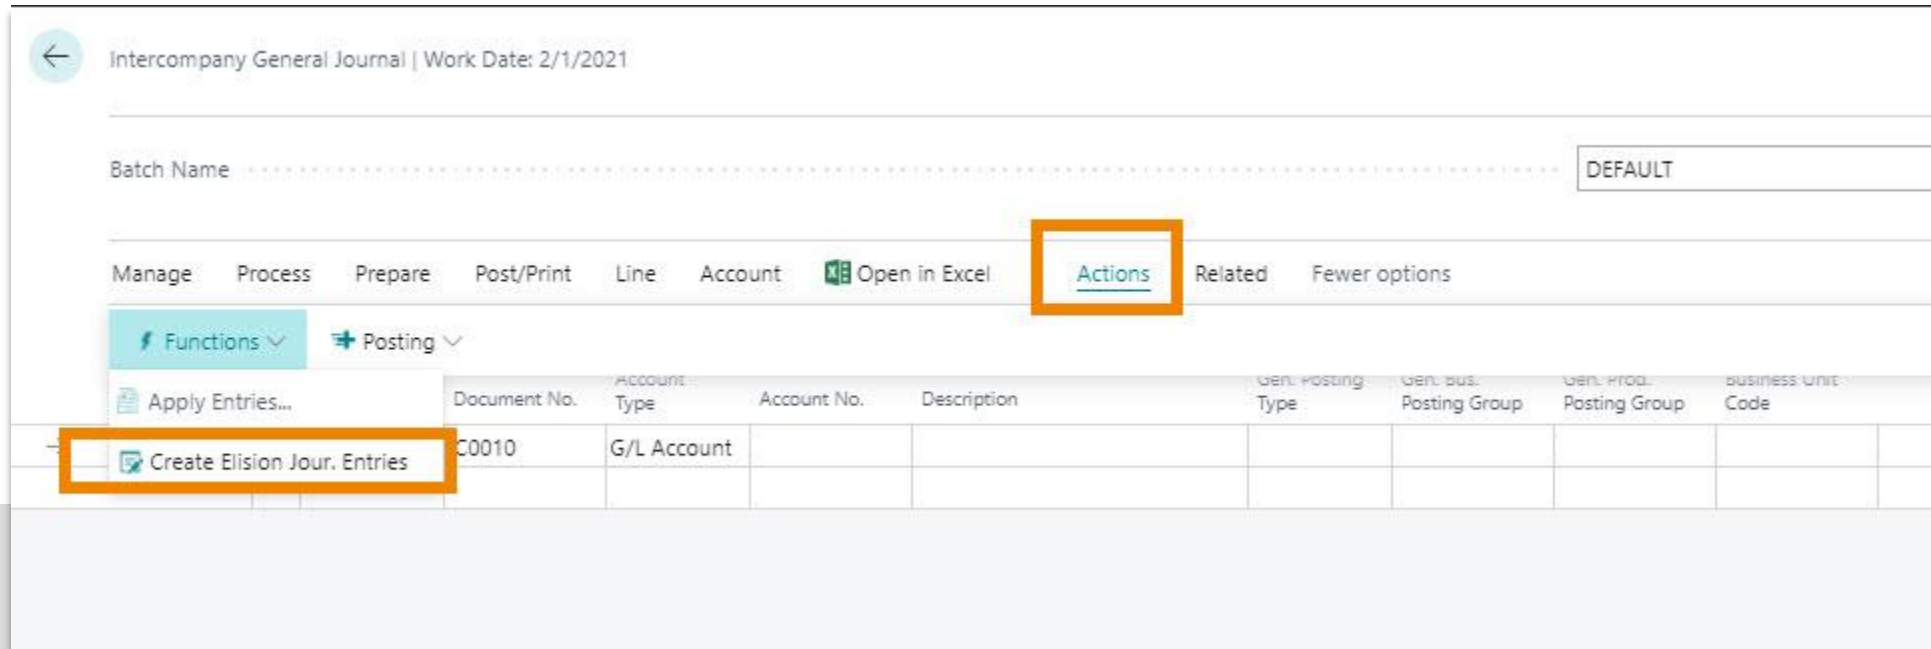 Intercompany General Journal | Work Date: 2/1/2021
Batch Name
DEFAULT
Manage Process Prepare Post/Print Line Account Open in Excel Actions Related Fewer options
Functions Posting
Apply Entries...
Create Elision Jour. Entries
Document No. Account Type Account No. Description Gen. Posting Type Gen. Bus. Posting Group Gen. Prod. Posting Group Business Unit Code
C0010 G/L Account